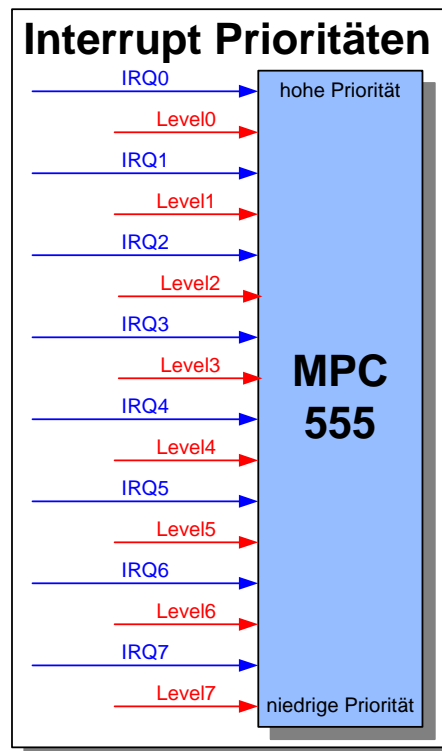 Interrupt Prioritäten
IRQ0
hohe Priorität
Level0
IRQ1
Level1
IRQ2
Level2
IRQ3
Level3
MPC
IRQ4
555
Level4
IRQ5
Level5
IRQ6
Level6
IRQ7
Level7
niedrige Priorität